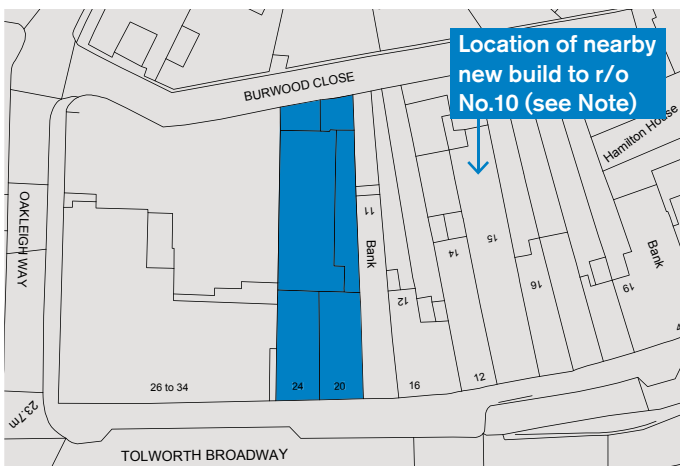 Location of nearby
new build to r/o
No.10 (see Note)
BURWOOD CLOSE
Hamilton House
OAKLEIGH WAY
11
Bank
14
15
Bank
12
16
19
26 to 34
24
20
16
12
4
23.7m
TOLWORTH BROADWAY